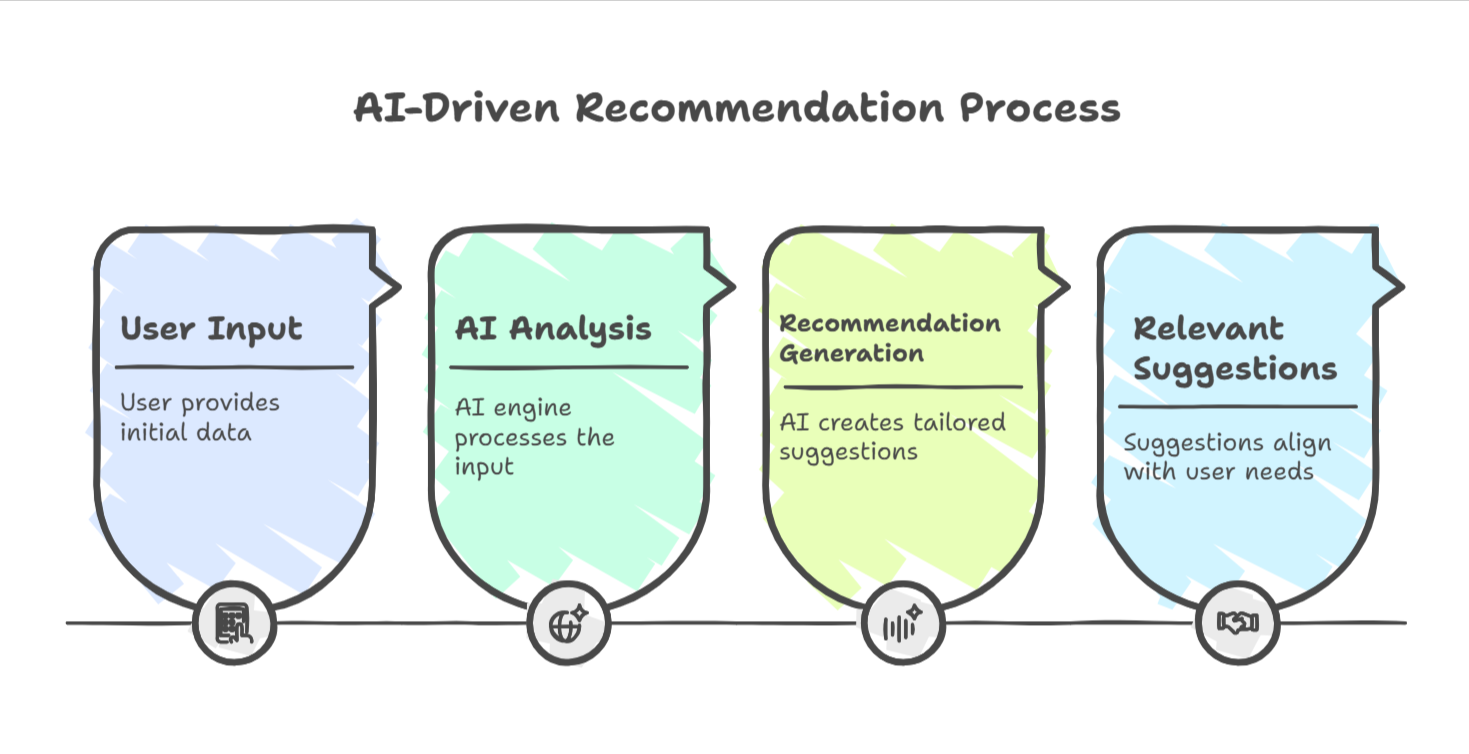 AI-Driven Recommendation Process
User Input
User provides
initial data
AI Analysis
AI engine
processes the
input
Recommendation
Generation
AI creates tailored
suggestions
Relevant
Suggestions
Suggestions align
with user needs